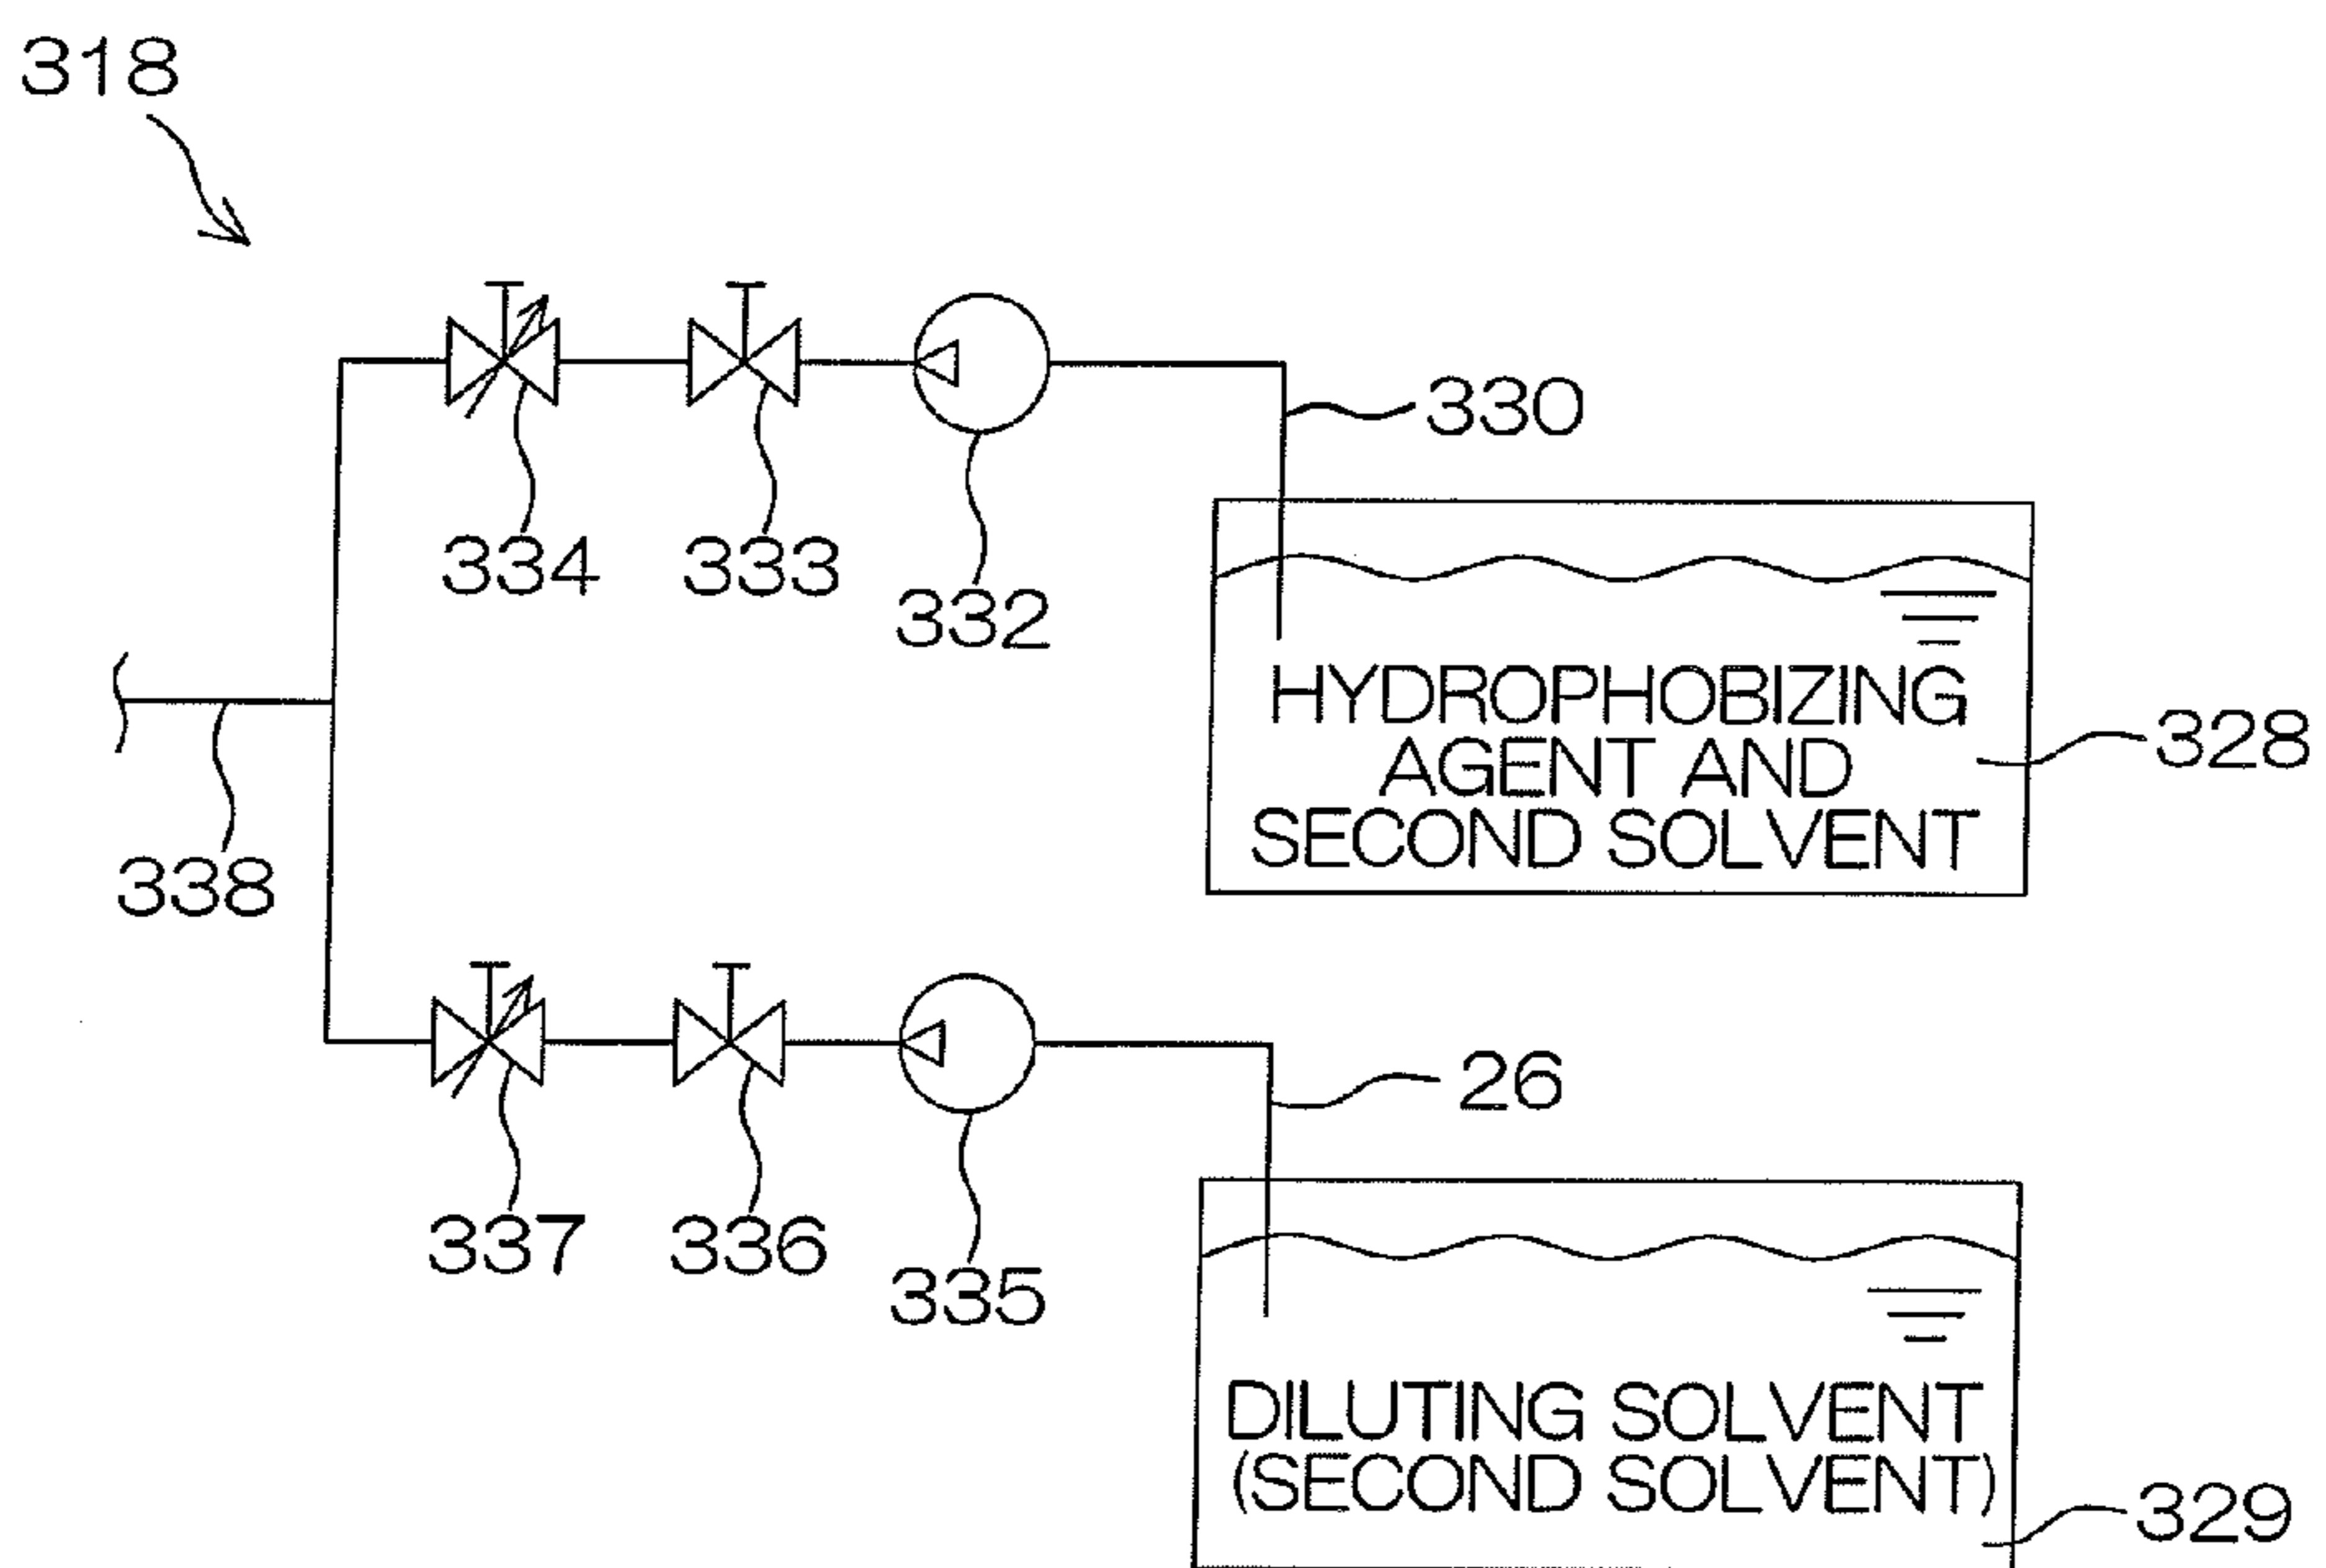 318
330
334
333
332
HYDROPHOBIZING
AGENT AND
SECOND SOLVENT
328
338
26
337
336
335
DILUTING SOLVENT
(SECOND SOLVENT)
329